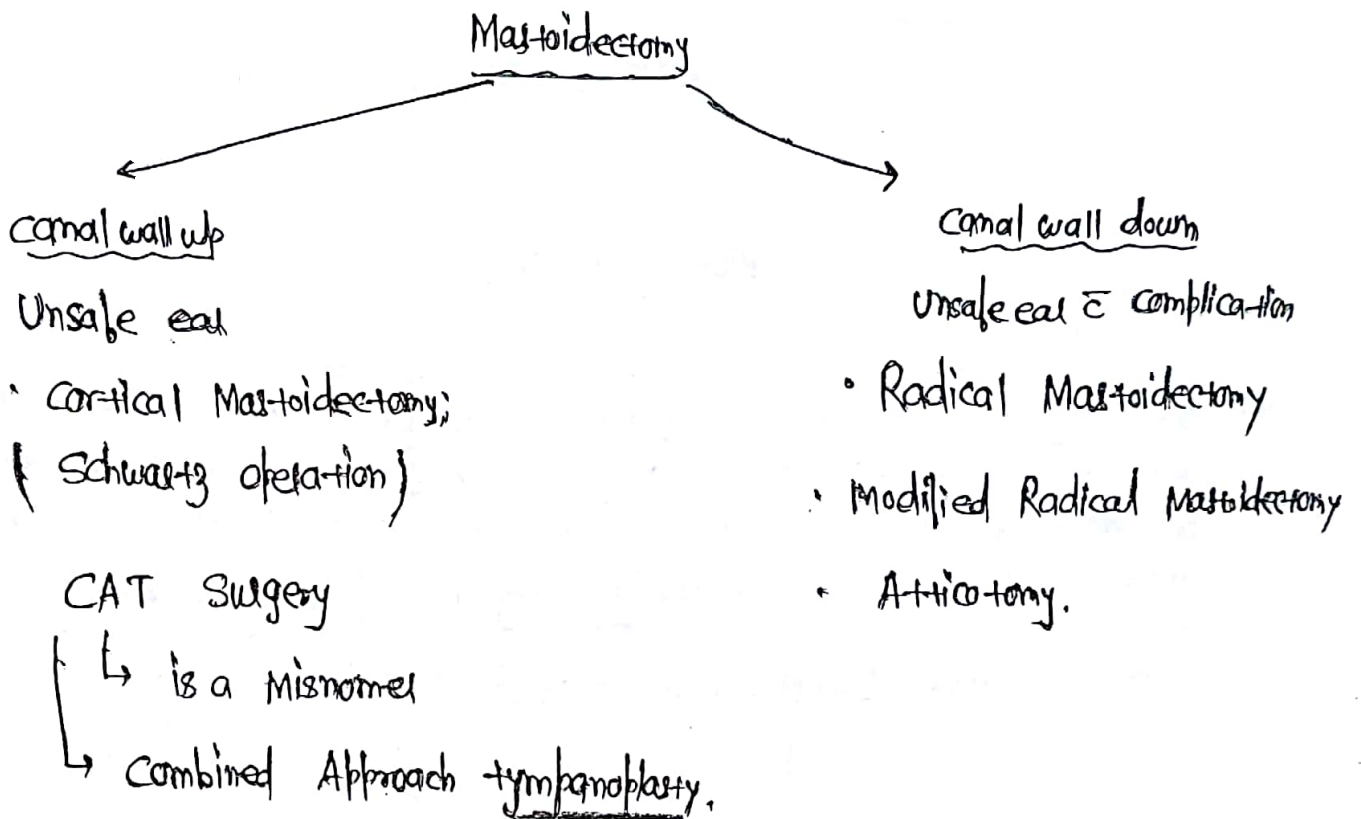 Mastoidectomy
Canal wall up
Unsafe ear
• Cortical Mastoidectomy;
( Schwartz operation)
CAT Surgery
↳ is a Misnomer
↳ Combined Approach tympanoplasty.
Canal wall down
Unsafe ear c̄ complication
• Radical Mastoidectomy
• Modified Radical Mastoidectomy
• Atticotomy.